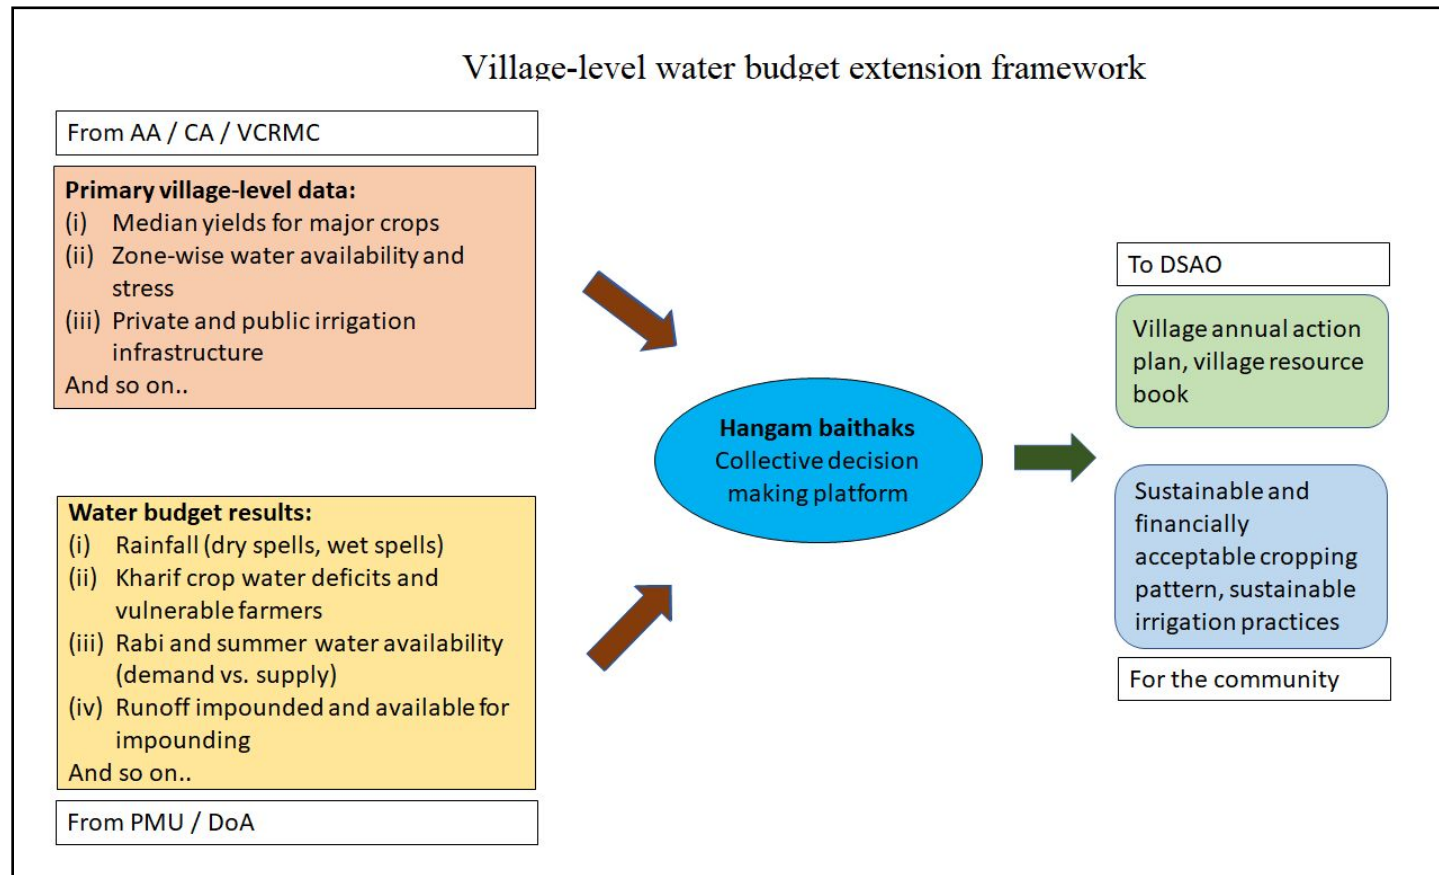 Village-level water budget extension framework
From AA / CA / VCRMC
Primary village-level data:
(i) Median yields for major crops
(ii) Zone-wise water availability and
stress
(iii) Private and public irrigation
infrastructure
And so on..
Water budget results:
(i) Rainfall (dry spells, wet spells)
(ii) Kharif crop water deficits and
vulnerable farmers
(iii) Rabi and summer water availability
(demand vs. supply)
(iv) Runoff impounded and available for
impounding
And so on..
From PMU / DoA
Hangam baithaks
Collective decision
making platform
To DSAO
Village annual action
plan, village resource
book
Sustainable and
financially
acceptable cropping
pattern, sustainable
irrigation practices
For the community